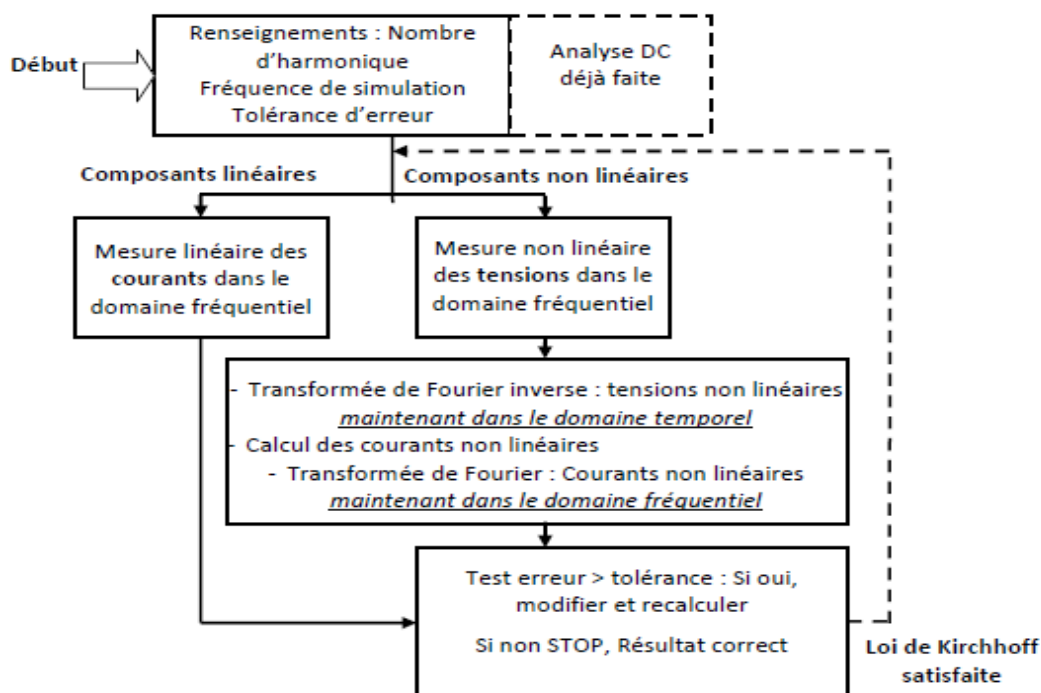 Renseignements : Nombre
d'harmonique
Fréquence de simulation
Tolérance d'erreur
Analyse DC
déjà faite
Début
Composants linéaires
Composants non linéaires
Mesure linéaire des
courants dans le
domaine fréquentiel
Mesure non linéaire
des tensions dans le
domaine fréquentiel
- Transformée de Fourier inverse : tensions non linéaires
maintenant dans le domaine temporel
- Calcul des courants non linéaires
- Transformée de Fourier : Courants non linéaires
maintenant dans le domaine fréquentiel
Test erreur > tolérance : Si oui,
modifier et recalculer
Si non STOP, Résultat correct
Loi de Kirchhoff
satisfaite